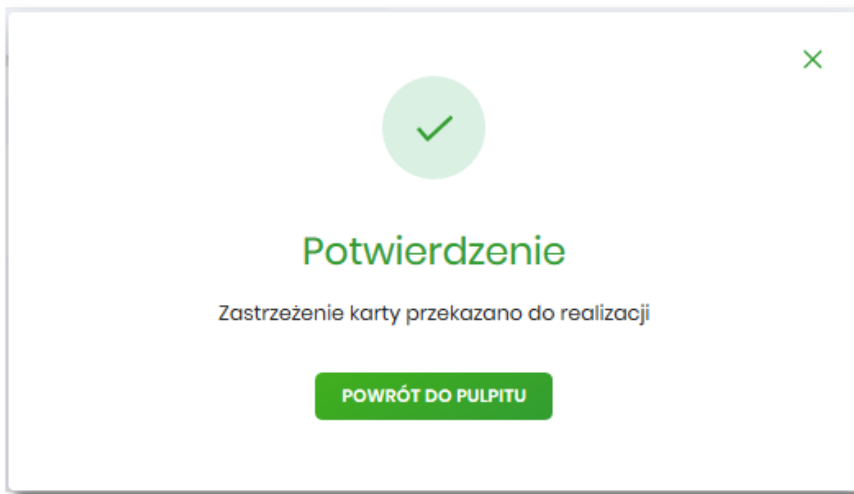 Potwierdzenie
Zastrzeżenie karty przekazano do realizacji
POWRÓT DO PULPITU